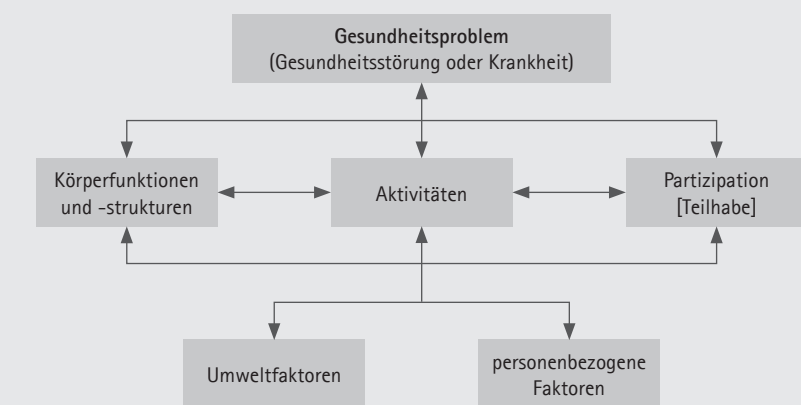 Gesundheitsproblem
(Gesundheitsstörung oder Krankheit)
Körperfunktionen
und -strukturen
Aktivitäten
Partizipation
[Teilhabe]
Umweltfaktoren
personenbezogene
Faktoren